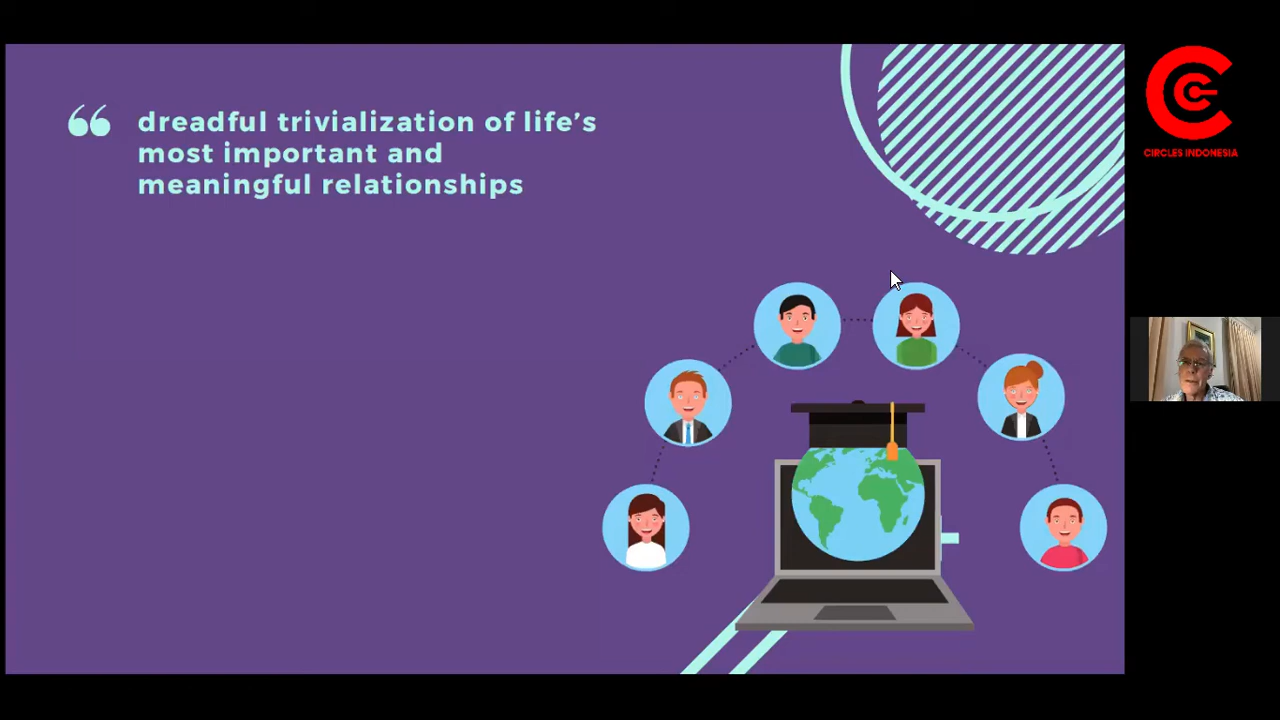 “ dreadful trivialization of life’s
most important and
meaningful relationships
CIRCLES INDONESIA